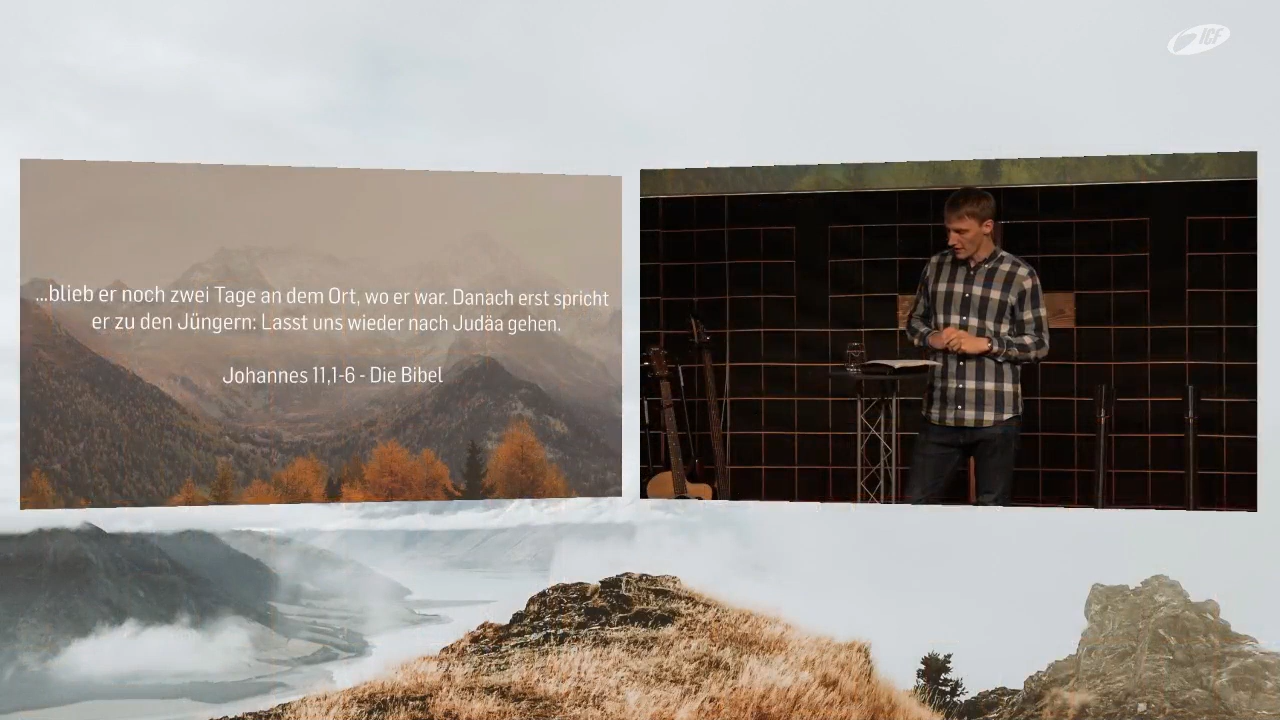 ICF
...blieb er noch zwei Tage an dem Ort, wo er war. Danach erst spricht
er zu den Jüngern: Lasst uns wieder nach Judäa gehen.
Johannes 11,1-6 - Die Bibel